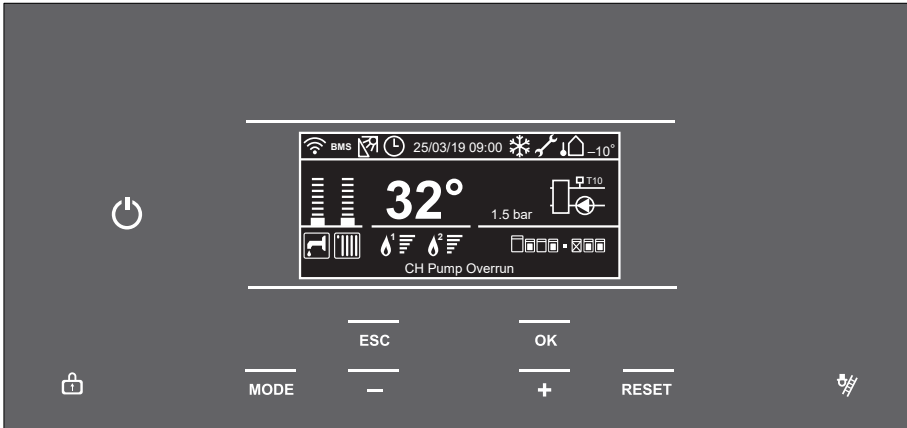 BMS 25/03/19 09:00 –10°
T10
32°
1.5 bar
1 2
CH Pump Overrun
ESC OK
MODE – + RESET